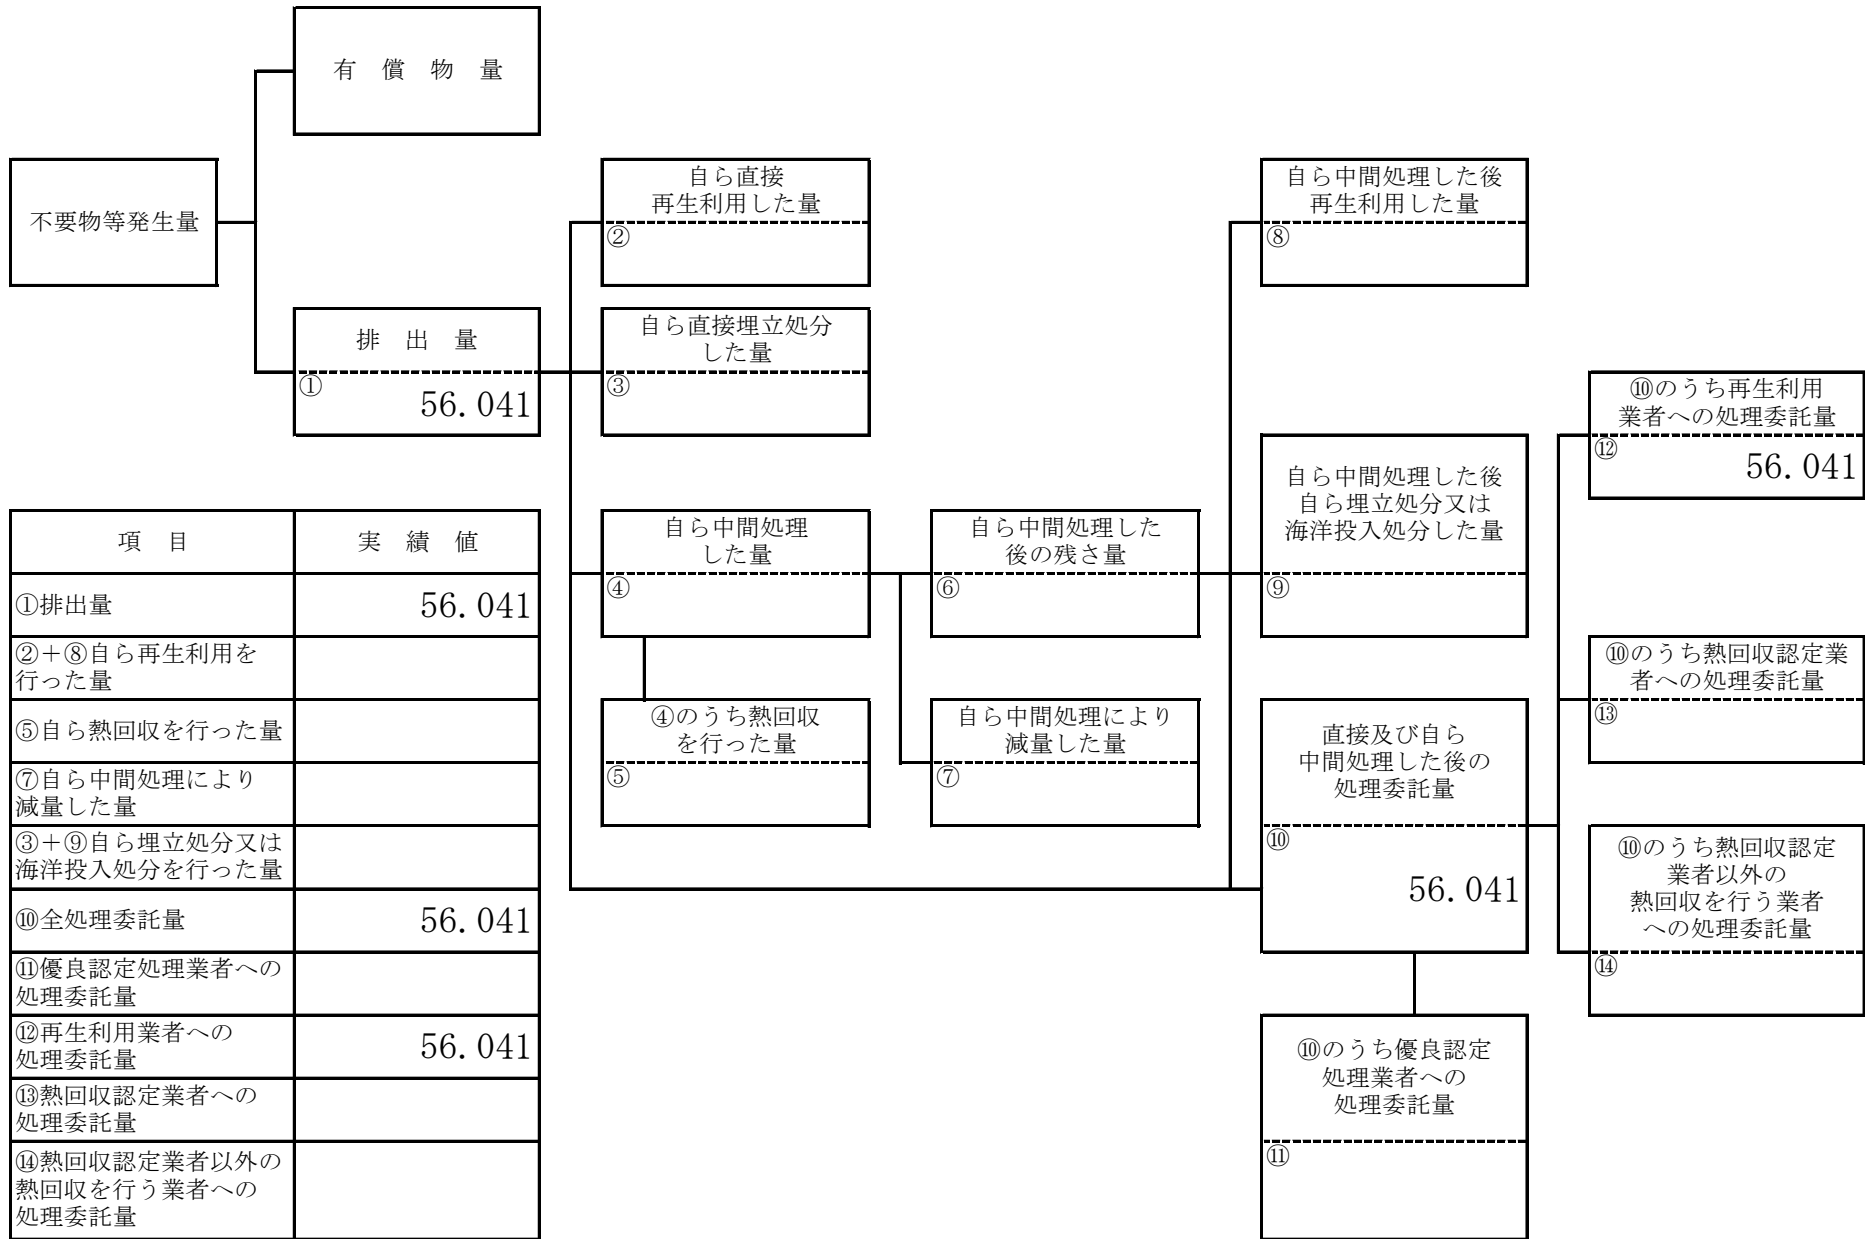 有　償　物　量
不要物等発生量
排　出　量
①
56.041
自ら直接
再生利用した量
②
自ら直接埋立処分
した量
③
自ら中間処理
した量
④
④のうち熱回収
を行った量
⑤
自ら中間処理した
後の残さ量
⑥
自ら中間処理により
減量した量
⑦
自ら中間処理した後
再生利用した量
⑧
自ら中間処理した後
自ら埋立処分又は
海洋投入処分した量
⑨
直接及び自ら
中間処理した後の
処理委託量
⑩
56.041
⑩のうち優良認定
処理業者への
処理委託量
⑪
⑩のうち再生利用
業者への処理委託量
⑫
56.041
⑩のうち熱回収認定業
者への処理委託量
⑬
⑩のうち熱回収認定
業者以外の
熱回収を行う業者
への処理委託量
⑭
項　目　実　績　値
①排出量　56.041
②＋⑧自ら再生利用を
行った量
⑤自ら熱回収を行った量
⑦自ら中間処理により
減量した量
③＋⑨自ら埋立処分又は
海洋投入処分を行った量
⑩全処理委託量　56.041
⑪優良認定処理業者への
処理委託量
⑫再生利用業者への
処理委託量　56.041
⑬熱回収認定業者への
処理委託量
⑭熱回収認定業者以外の
熱回収を行う業者への
処理委託量